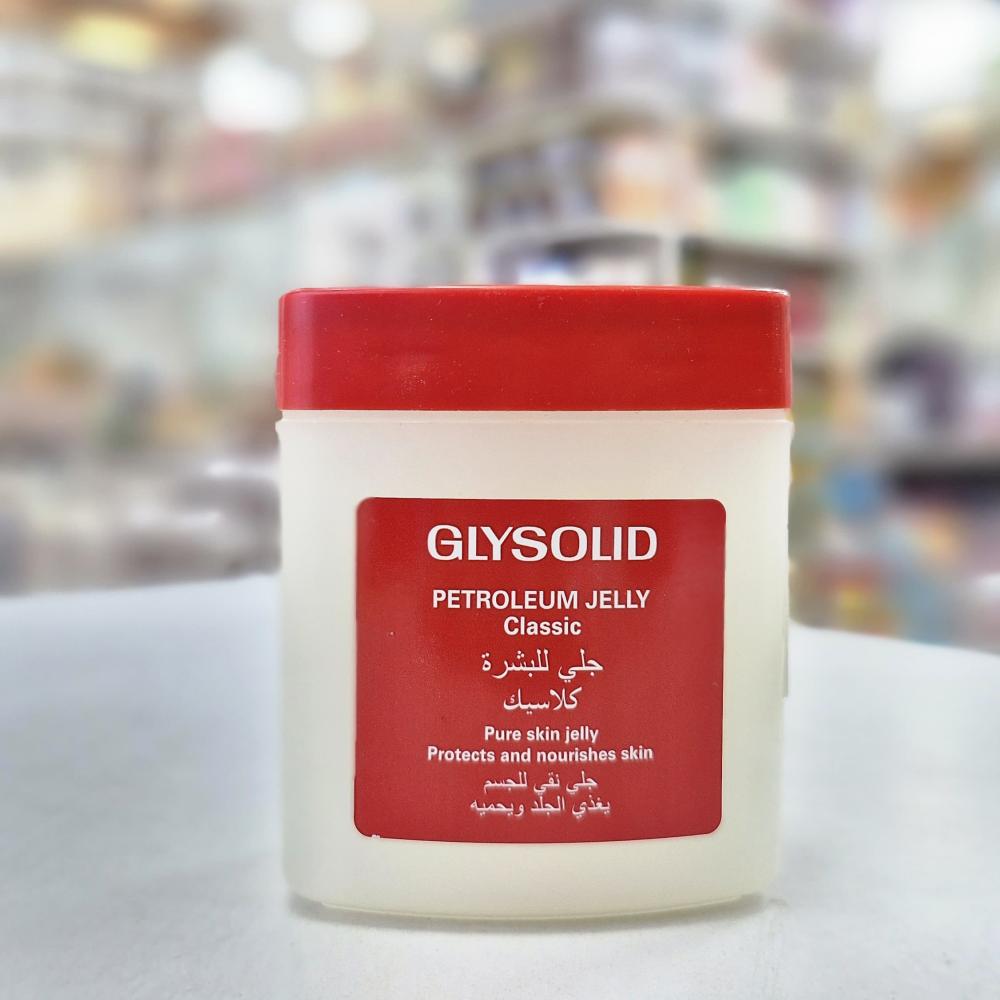 GLYSOLID
PETROLEUM JELLY
Classic
جلي للبشرة
كلاسيك
Pure skin jelly
Protects and nourishes skin
جلي نقي للجسم
يغذي الجلد ويحميه